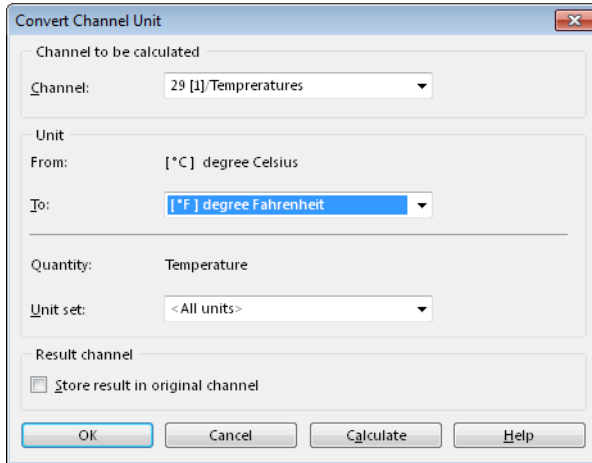 Convert Channel Unit
Channel to be calculated
Channel: 29 [1]/Tempreratures
Unit
From: [°C] degree Celsius
To: [°F] degree Fahrenheit
Quantity: Temperature
Unit set: <All units>
Result channel
Store result in original channel
OK Cancel Calculate Help